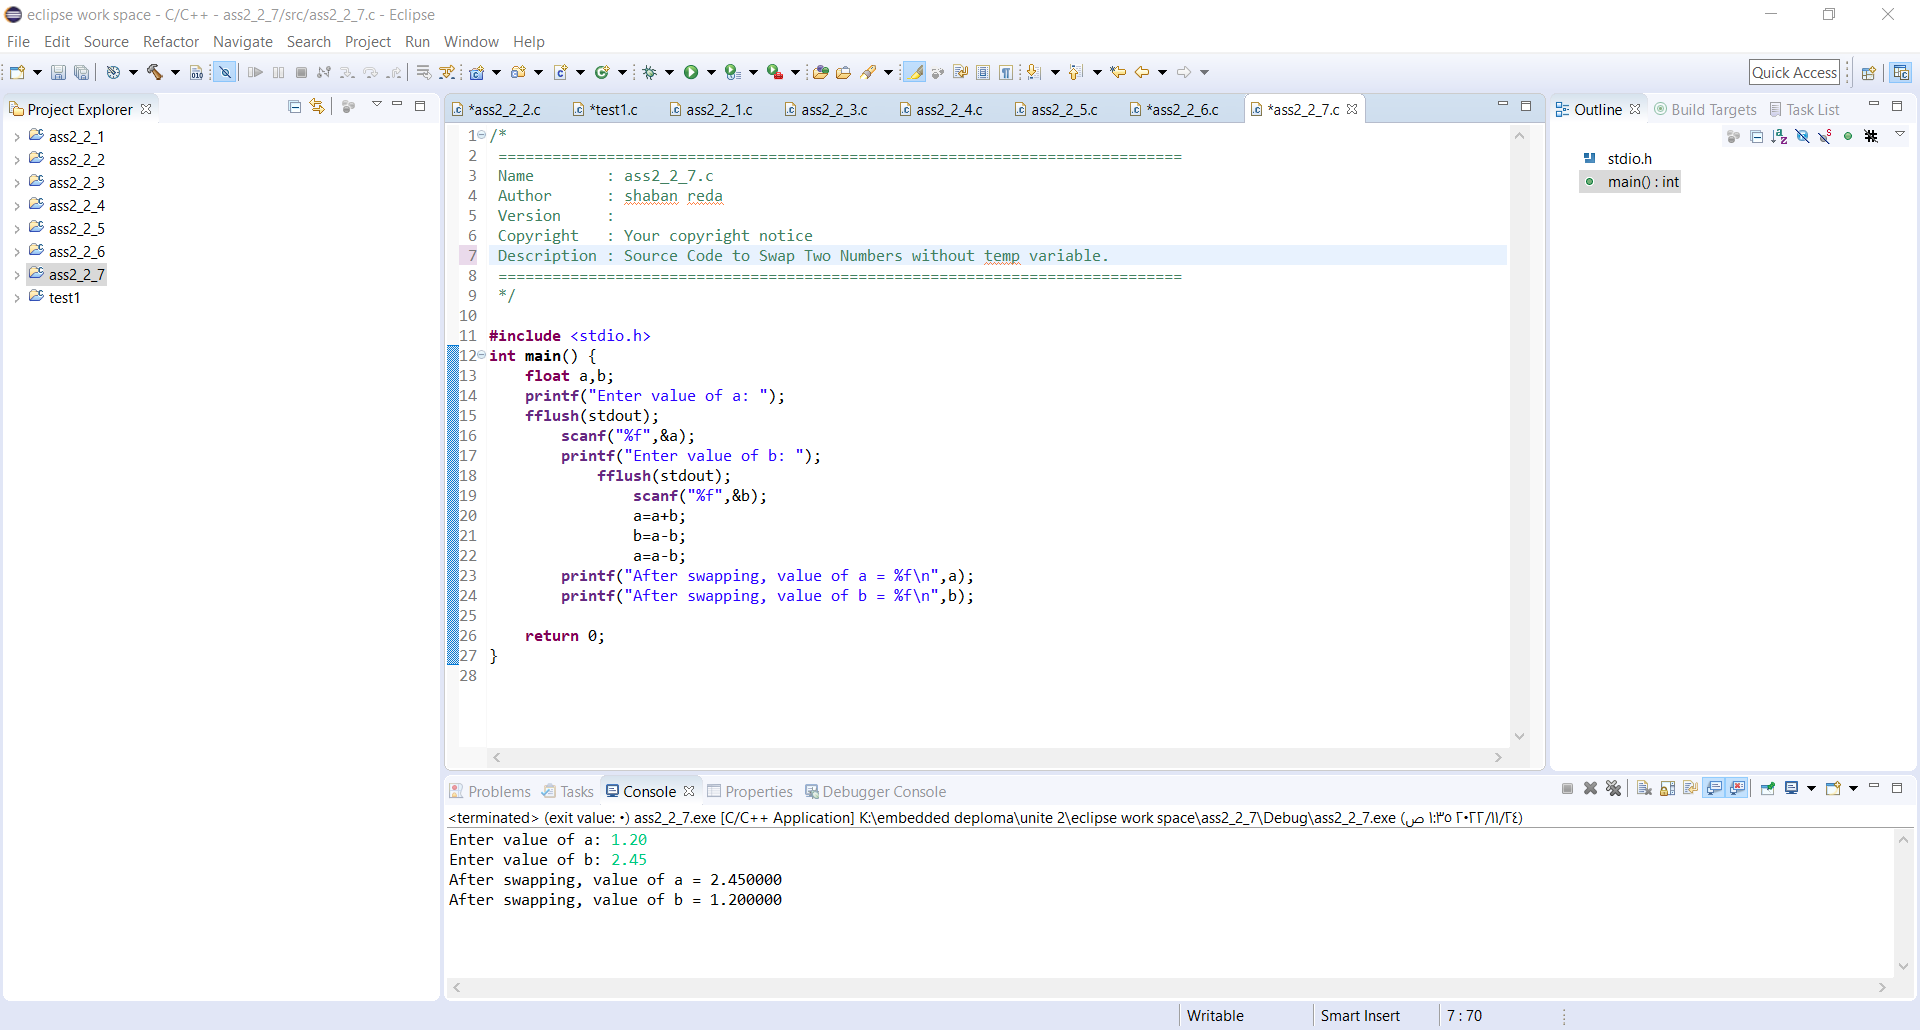 eclipse work space - C/C++ - ass2_2_7/src/ass2_2_7.c - Eclipse
File Edit Source Refactor Navigate Search Project Run Window Help
Quick Access
Project Explorer
ass2_2_1
ass2_2_2
ass2_2_3
ass2_2_4
ass2_2_5
ass2_2_6
ass2_2_7
test1
*ass2_2_2.c *test1.c ass2_2_1.c ass2_2_3.c ass2_2_4.c ass2_2_5.c *ass2_2_6.c *ass2_2_7.c
1 /*
2 ============================================================================
3 Name        : ass2_2_7.c
4 Author      : shaban reda
5 Version     :
6 Copyright   : Your copyright notice
7 Description : Source Code to Swap Two Numbers without temp variable.
8 ============================================================================
9 */
10
11 #include <stdio.h>
12 int main() {
13     float a,b;
14     printf("Enter value of a: ");
15     fflush(stdout);
16         scanf("%f",&a);
17         printf("Enter value of b: ");
18             fflush(stdout);
19                 scanf("%f",&b);
20                 a=a+b;
21                 b=a-b;
22                 a=a-b;
23         printf("After swapping, value of a = %f\n",a);
24         printf("After swapping, value of b = %f\n",b);
25
26     return 0;
27 }
28
Outline Build Targets Task List
stdio.h
main() : int
Problems Tasks Console Properties Debugger Console
<terminated> (exit value: ٠) ass2_2_7.exe [C/C++ Application] K:\embedded deploma\unite 2\eclipse work space\ass2_2_7\Debug\ass2_2_7.exe (٢٠٢٢/١١/٢٤ ١:٣٥ ص)
Enter value of a: 1.20
Enter value of b: 2.45
After swapping, value of a = 2.450000
After swapping, value of b = 1.200000
Writable Smart Insert 7 : 70